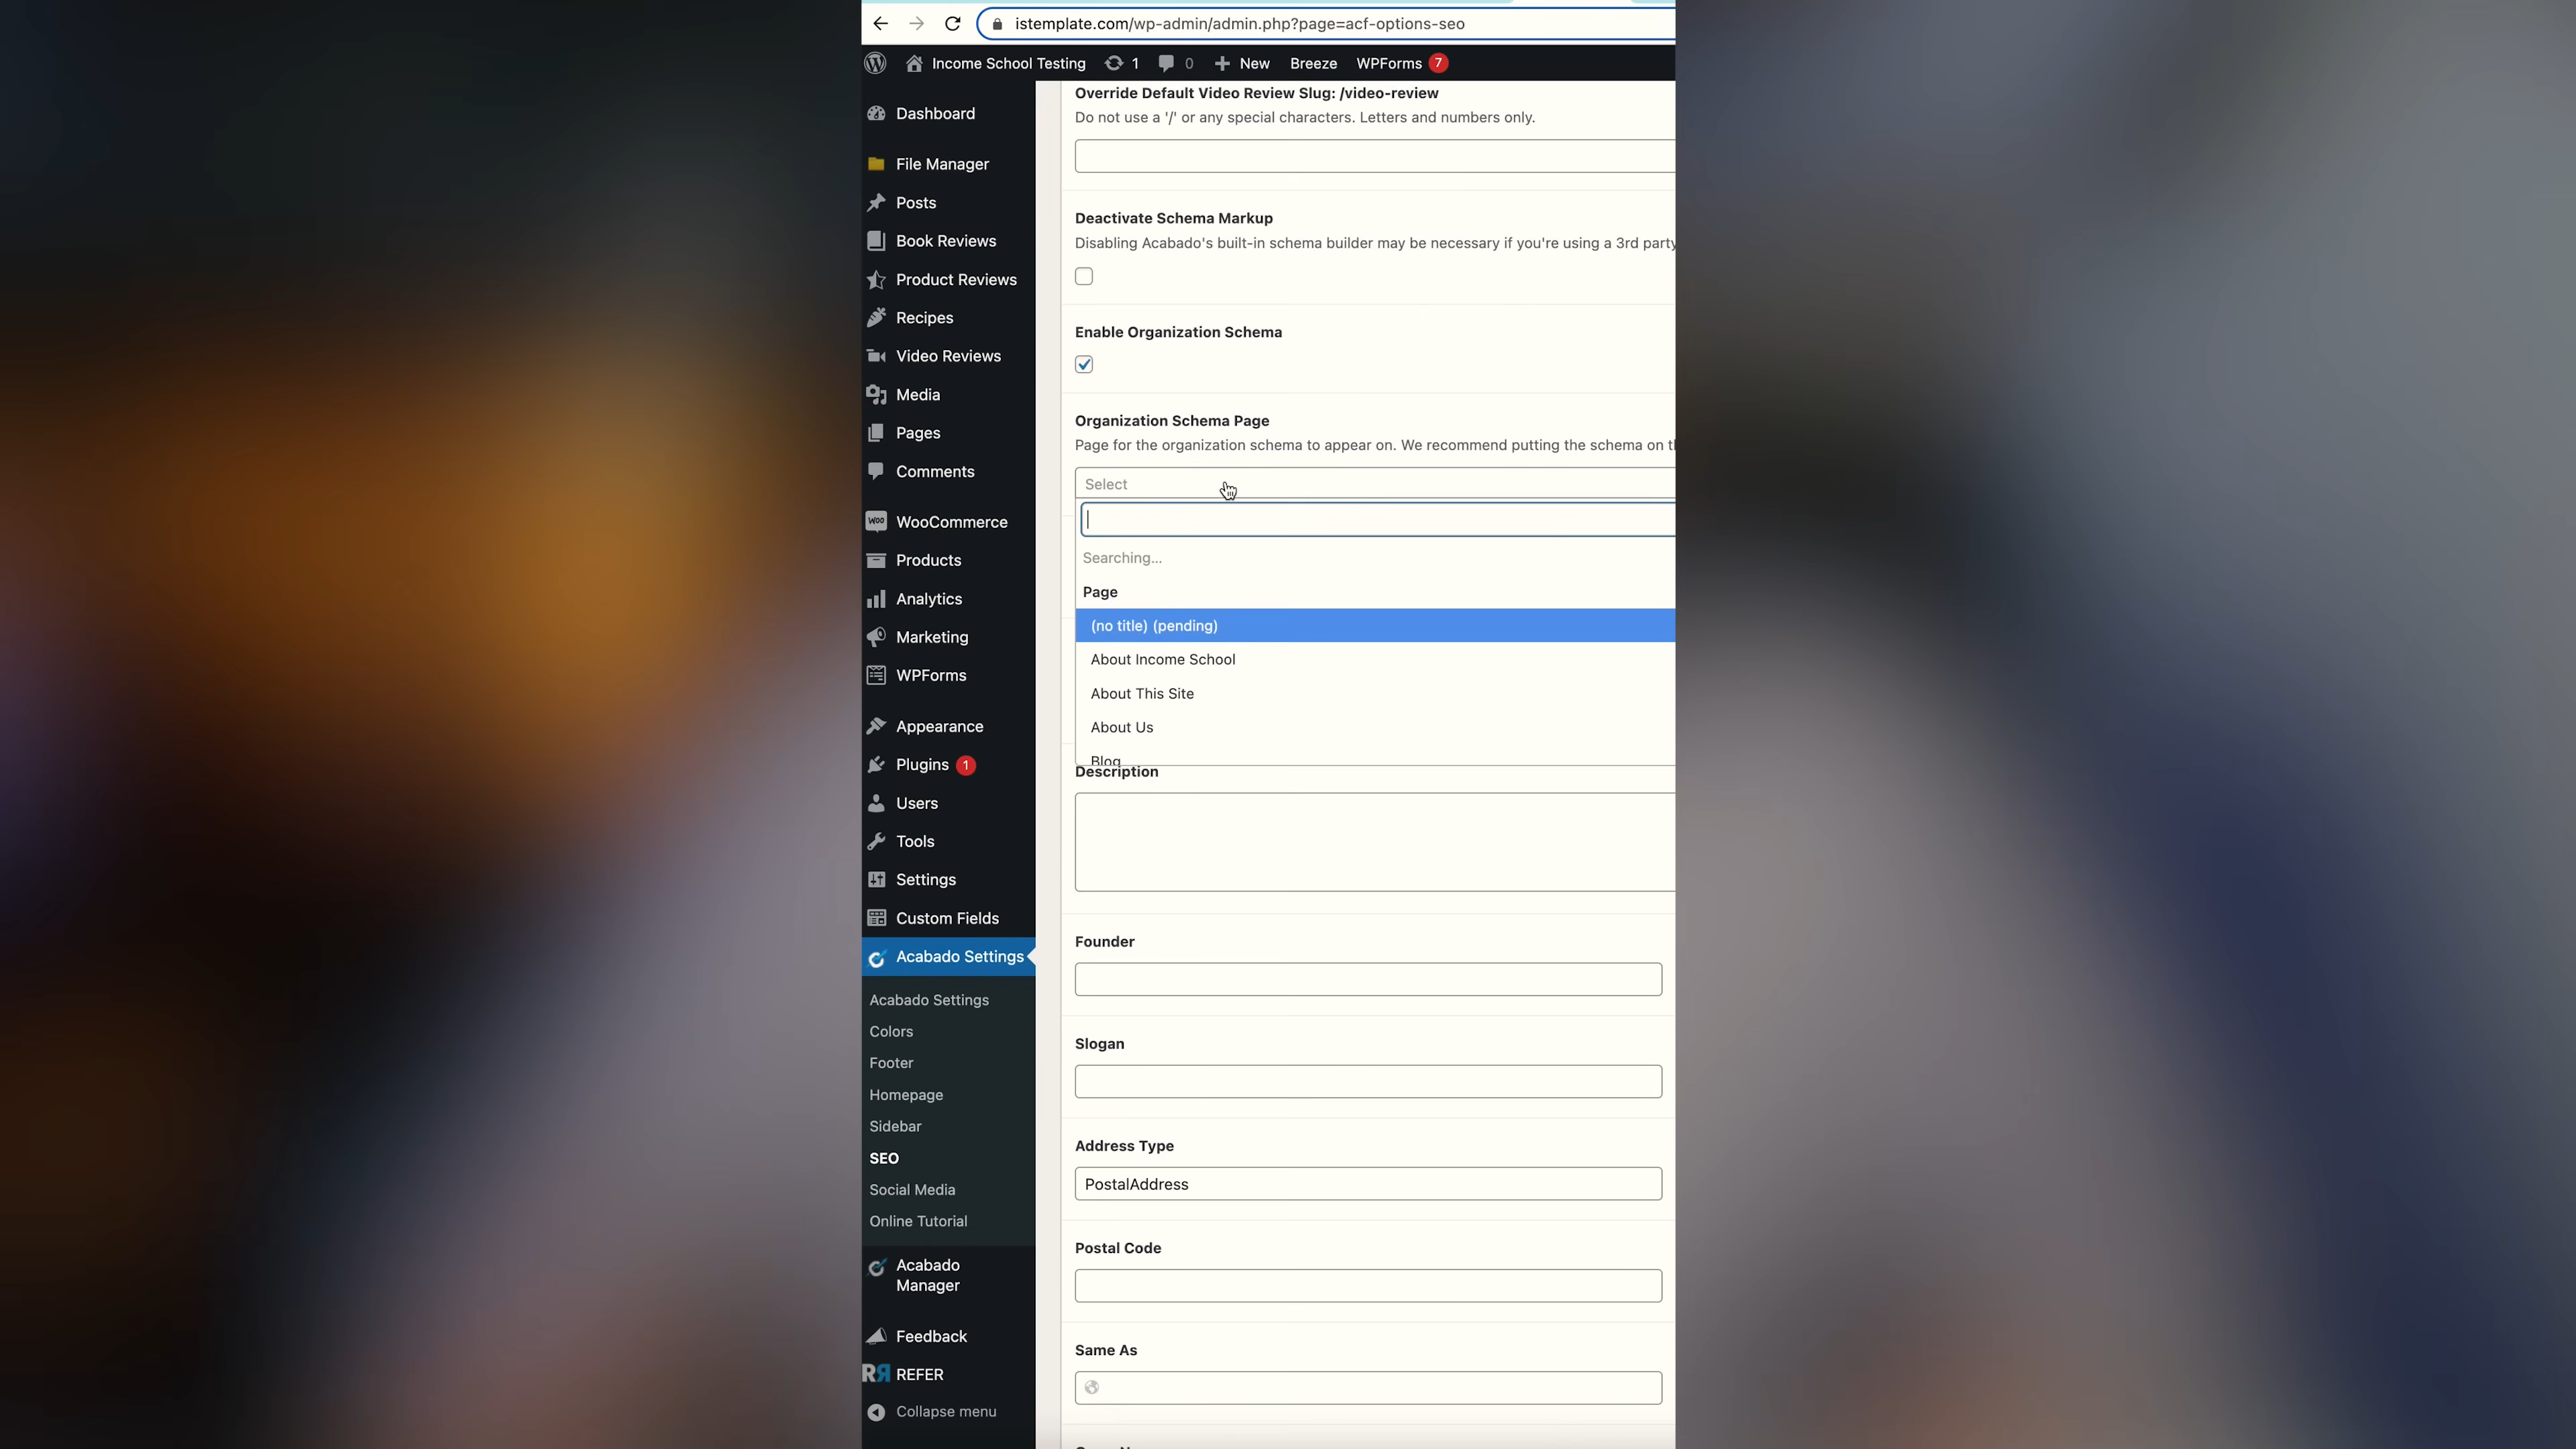 istemplate.com/wp-admin/admin.php?page=acf-options-seo
Income School Testing 1 0 New Breeze WPForms 7
Dashboard
File Manager
Posts
Book Reviews
Product Reviews
Recipes
Video Reviews
Media
Pages
Comments
WooCommerce
Products
Analytics
Marketing
WPForms
Appearance
Plugins 1
Users
Tools
Settings
Custom Fields
Acabado Settings
Acabado Settings
Colors
Footer
Homepage
Sidebar
SEO
Social Media
Online Tutorial
Acabado
Manager
Feedback
RR REFER
Collapse menu
Override Default Video Review Slug: /video-review
Do not use a '/' or any special characters. Letters and numbers only.
Deactivate Schema Markup
Disabling Acabado's built-in schema builder may be necessary if you're using a 3rd party
Enable Organization Schema
Organization Schema Page
Page for the organization schema to appear on. We recommend putting the schema on
Select
Searching...
Page
(no title) (pending)
About Income School
About This Site
About Us
Blog
Description
Founder
Slogan
Address Type
PostalAddress
Postal Code
Same As